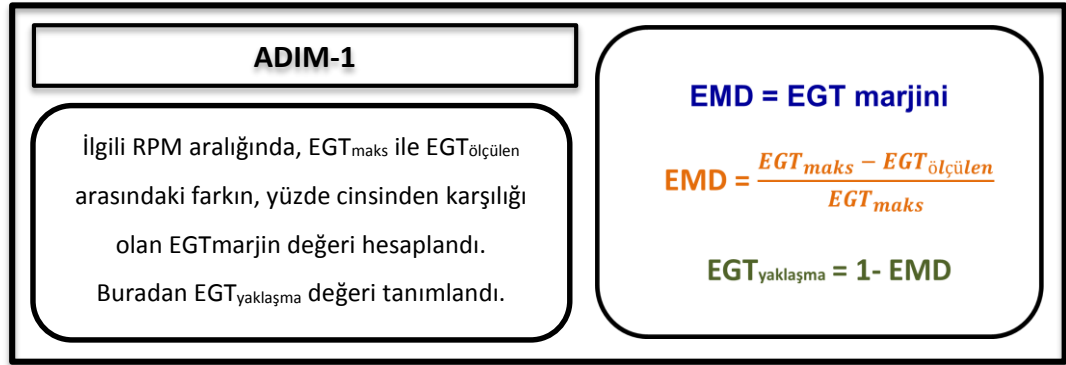 ADIM-1
İlgili RPM aralığında, EGTmaks ile EGTölçülen
arasındaki farkın, yüzde cinsinden karşılığı
olan EGTmarjin değeri hesaplandı.
Buradan EGTyaklaşma değeri tanımlandı.
EMD = EGT marjini
EMD = (EGTmaks − EGTölçülen) / EGTmaks
EGTyaklaşma = 1- EMD